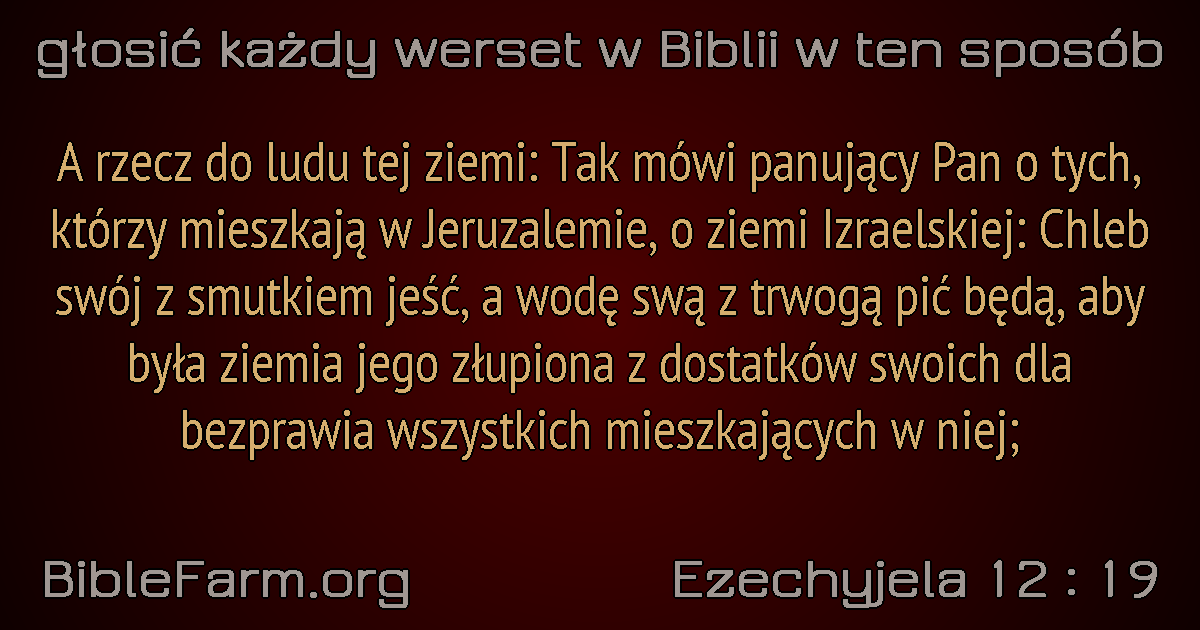 głosić każdy werset w Biblii w ten sposób
A rzecz do ludu tej ziemi: Tak mówi panujący Pan o tych,
którzy mieszkają w Jeruzalemie, o ziemi Izraelskiej: Chleb
swój z smutkiem jeść, a wodę swą z trwogą pić będą, aby
była ziemia jego złupiona z dostatków swoich dla
bezprawia wszystkich mieszkających w niej;
BibleFarm.org
Ezechyjela 12 : 19